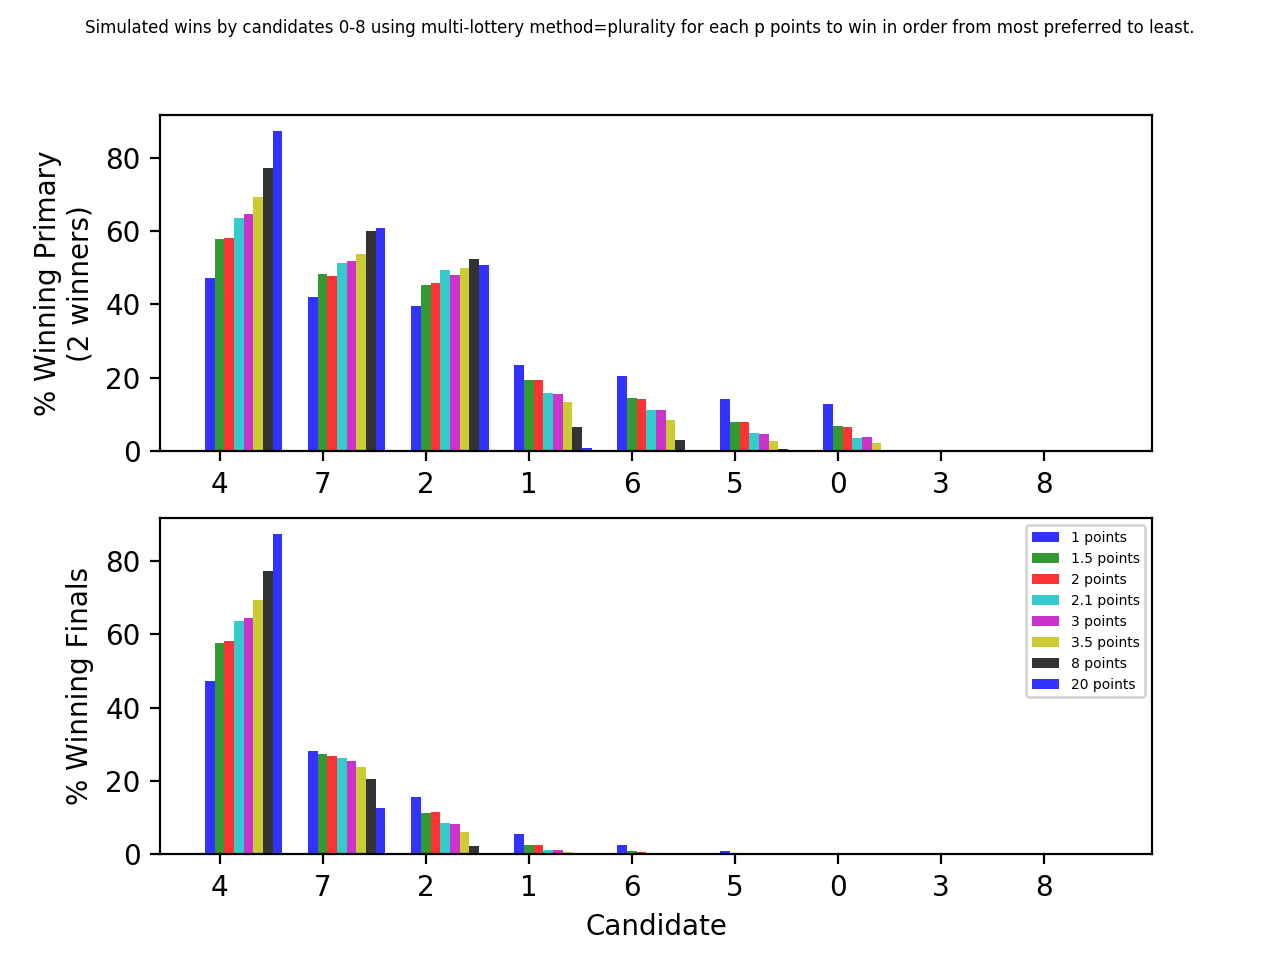 Simulated wins by candidates 0-8 using multi-lottery method=plurality for each p points to win in order from most preferred to least.
% Winning Primary
(2 winners)
80
60
40
20
0
4 7 2 1 6 5 0 3 8
% Winning Finals
80
60
40
20
0
1 points
1.5 points
2 points
2.1 points
3 points
3.5 points
8 points
20 points
4 7 2 1 6 5 0 3 8
Candidate